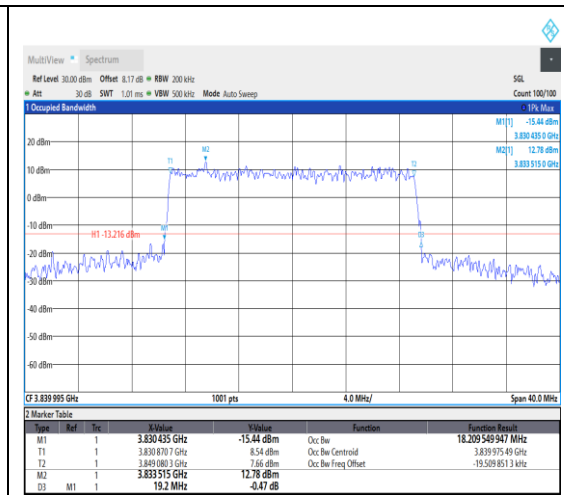 MultiView Spectrum
Ref Level 30.00 dBm Offset 8.17 dB RBW 200 kHz SGL
Att 30 dB SWT 1.01 ms VBW 500 kHz Mode Auto Sweep Count 100/100
1 Occupied Bandwidth 1Pk Max
M1[1] -15.44 dBm
3.830 435 0 GHz
M2[1] 12.78 dBm
3.833 515 0 GHz
20 dBm
M2
T1
T2
10 dBm
0 dBm
-10 dBm
H1 -13.216 dBm
M1
D3
-20 dBm
-30 dBm
-40 dBm
-50 dBm
-60 dBm
CF 3.839 995 GHz 1001 pts 4.0 MHz/ Span 40.0 MHz
2 Marker Table
Type Ref Trc X-Value Y-Value Function Function Result
M1 1 3.830 435 GHz -15.44 dBm Occ Bw 18.209 549 947 MHz
T1 1 3.830 870 7 GHz 8.54 dBm Occ Bw Centroid 3.839 975 49 GHz
T2 1 3.849 080 3 GHz 7.66 dBm Occ Bw Freq Offset -19.509 851 3 kHz
M2 1 3.833 515 GHz 12.78 dBm
D3 M1 1 19.2 MHz -0.47 dB